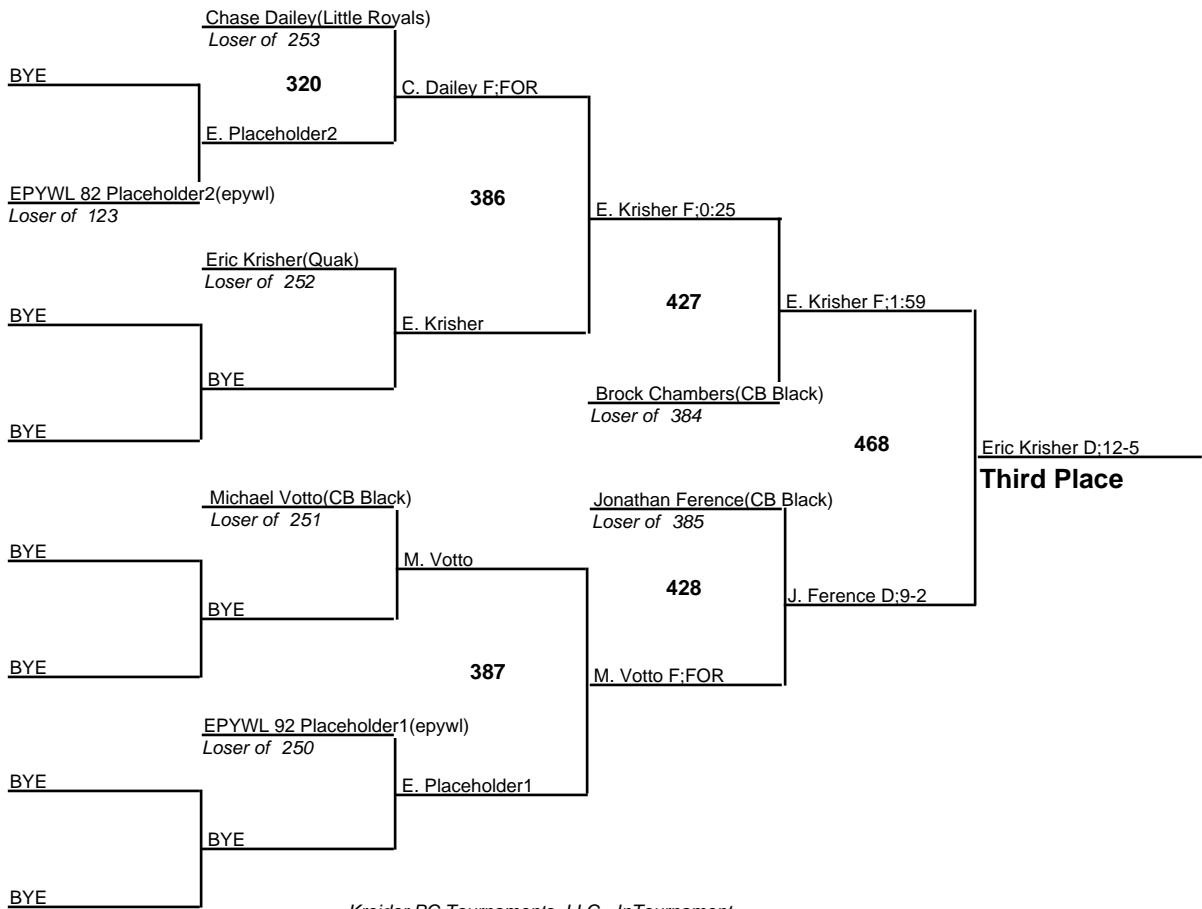 Chase Dailey(Little Royals)
Loser of 253
BYE
320
C. Dailey F;FOR
E. Placeholder2
EPYWL 82 Placeholder2(epywl)
Loser of 123
386
E. Krisher F;0:25
Eric Krisher(Quak)
Loser of 252
BYE
E. Krisher
427
E. Krisher F;1:59
BYE
Brock Chambers(CB Black)
Loser of 384
BYE
468
Eric Krisher D;12-5
Third Place
Michael Votto(CB Black)
Loser of 251
Jonathan Ference(CB Black)
Loser of 385
BYE
M. Votto
428
J. Ference D;9-2
BYE
BYE
387
M. Votto F;FOR
EPYWL 92 Placeholder1(epywl)
Loser of 250
BYE
E. Placeholder1
BYE
BYE